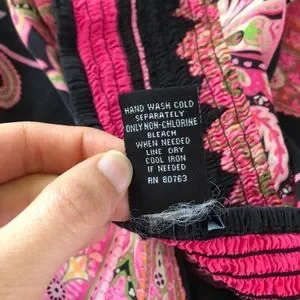 HAND WASH COLD
SEPARATELY
ONLY NON-CHLORINE
BLEACH
WHEN NEEDED
LINE DRY
COOL IRON
IF NEEDED
RN 80763